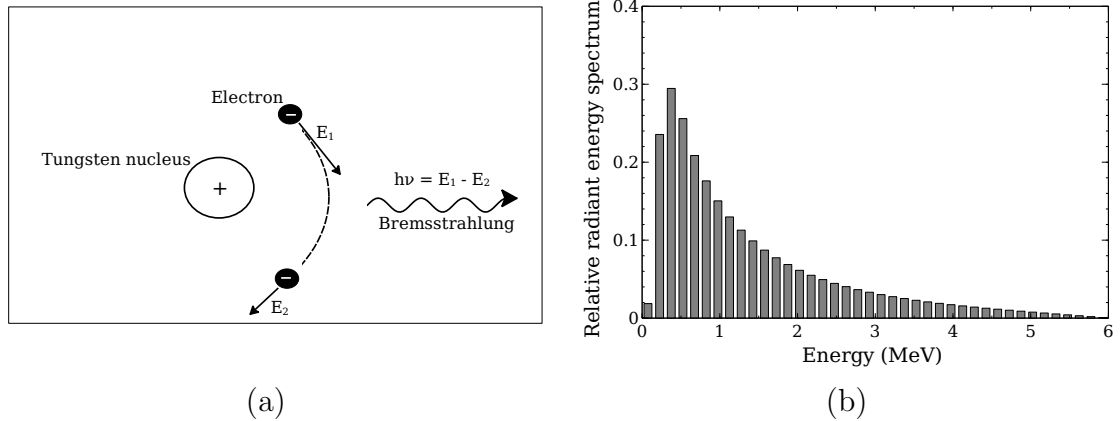 Electron
−
E₁
Tungsten nucleus
+
hν = E₁ - E₂
Bremsstrahlung
−
E₂
(a)
Relative radiant energy spectrum
0.4
0.3
0.2
0.1
0
0 1 2 3 4 5 6
Energy (MeV)
(b)